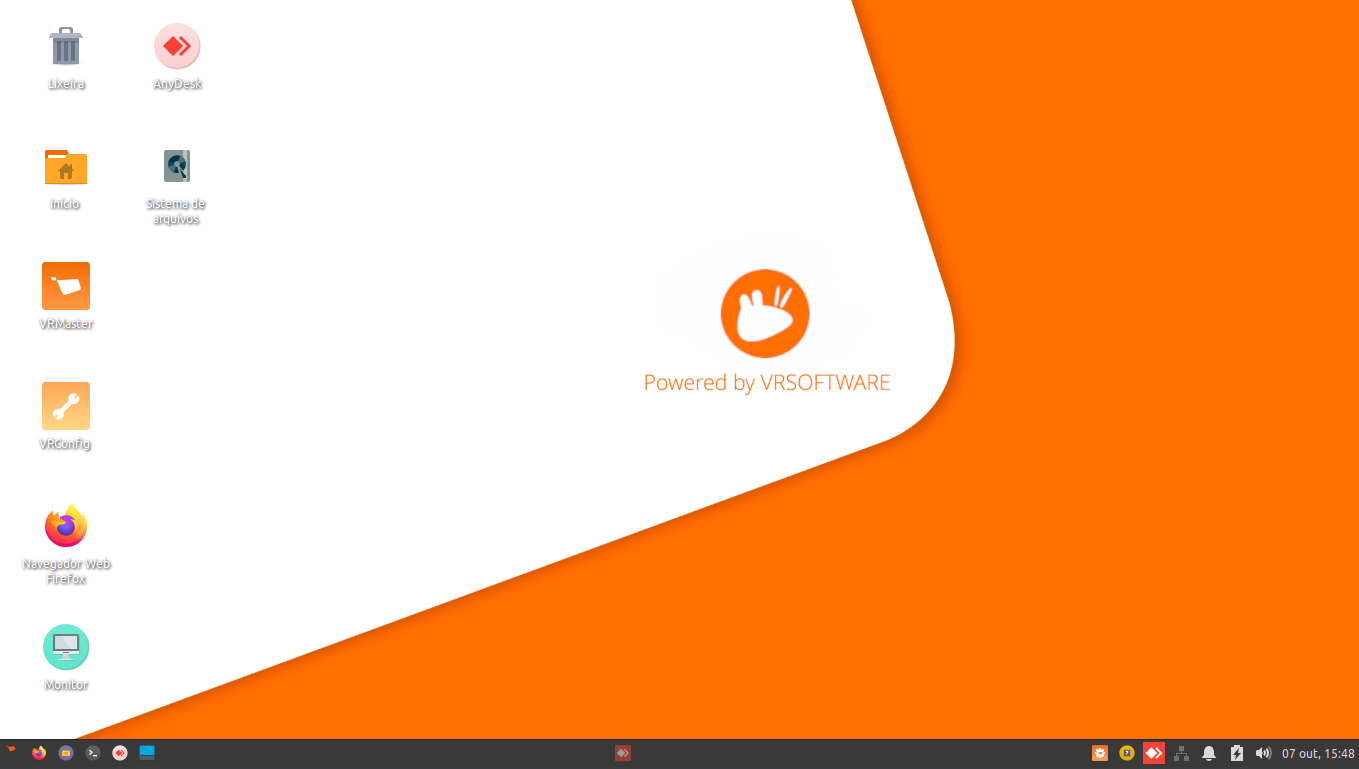 Lixeira
AnyDesk
Início
Sistema de
arquivos
VRMaster
Powered by VRSOFTWARE
VRConfig
Navegador Web
Firefox
Monitor
07 out, 15:48